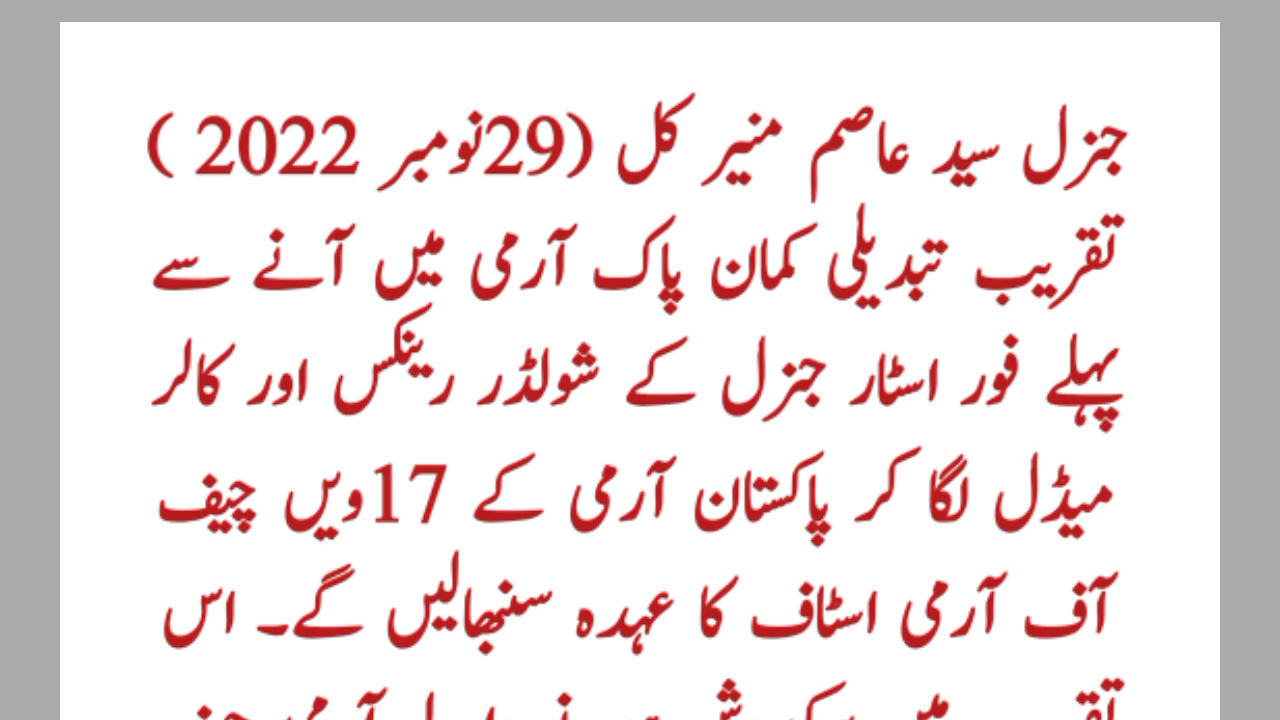 جنرل سید عاصم منیر کل (29نومبر 2022 )
تقریب تبدیلی کمان پاک آرمی میں آنے سے
پہلے فور اسٹار جنرل کے شولڈر رینکس اور کالر
میڈل لگا کر پاکستان آرمی کے 17ویں چیف
آف آرمی اسٹاف کا عہدہ سنبھالیں گے۔ اس